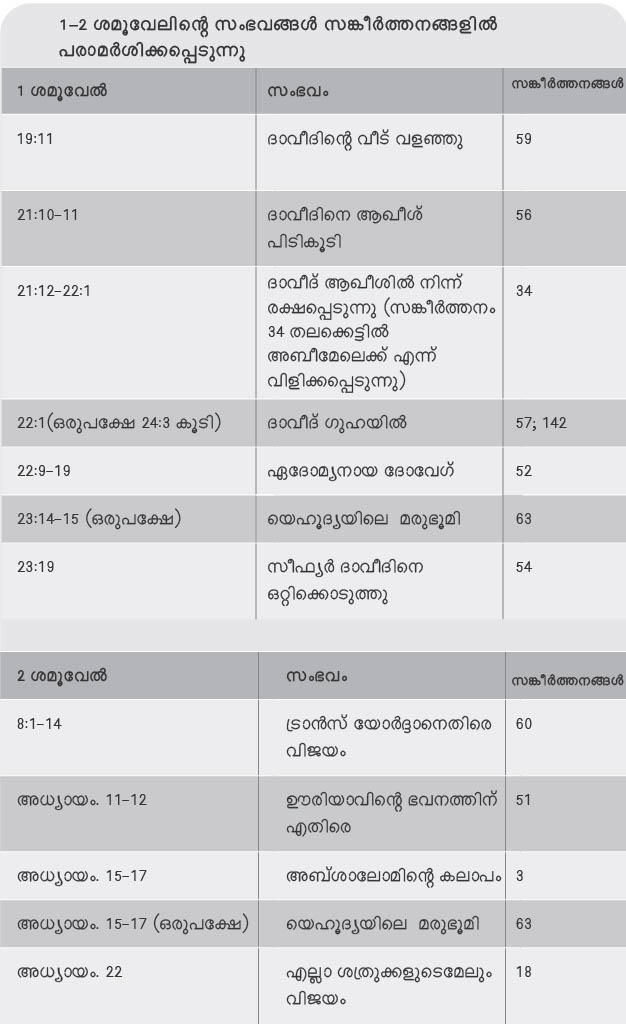 1–2 ശമൂവേലിന്റെ സംഭവങ്ങൾ സങ്കീർത്തനങ്ങളിൽ
പരാമർശിക്കപ്പെടുന്നു
1 ശമൂവേൽ സംഭവം സങ്കീർത്തനങ്ങൾ
19:11 ദാവീദിന്റെ വീട് വളഞ്ഞു 59
21:10–11 ദാവീദിനെ ആഖീശ് 56
പിടികൂടി
21:12–22:1 ദാവീദ് ആഖീശിൽ നിന്ന് 34
രക്ഷപ്പെടുന്നു (സങ്കീർത്തനം
34 തലക്കെട്ടിൽ
അബീമേലെക്ക് എന്ന്
വിളിക്കപ്പെടുന്നു)
22:1(ഒരുപക്ഷേ 24:3 കൂടി) ദാവീദ് ഗുഹയിൽ 57; 142
22:9–19 ഏദോമ്യനായ ദോവേഗ് 52
23:14–15 (ഒരുപക്ഷേ) യെഹൂദ്യയിലെ മരുഭൂമി 63
23:19 സീഫ്യർ ദാവീദിനെ 54
ഒറ്റിക്കൊടുത്തു
2 ശമൂവേൽ സംഭവം സങ്കീർത്തനങ്ങൾ
8:1–14 ട്രാൻസ് യോർദ്ദാനെതിരെ 60
വിജയം
അധ്യായം. 11–12 ഊരിയാവിന്റെ ഭവനത്തിന് 51
എതിരെ
അധ്യായം. 15–17 അബ്ശാലോമിന്റെ കലാപം 3
അധ്യായം. 15–17 (ഒരുപക്ഷേ) യെഹൂദ്യയിലെ മരുഭൂമി 63
അധ്യായം. 22 എല്ലാ ശത്രുക്കളുടെമേലും 18
വിജയം